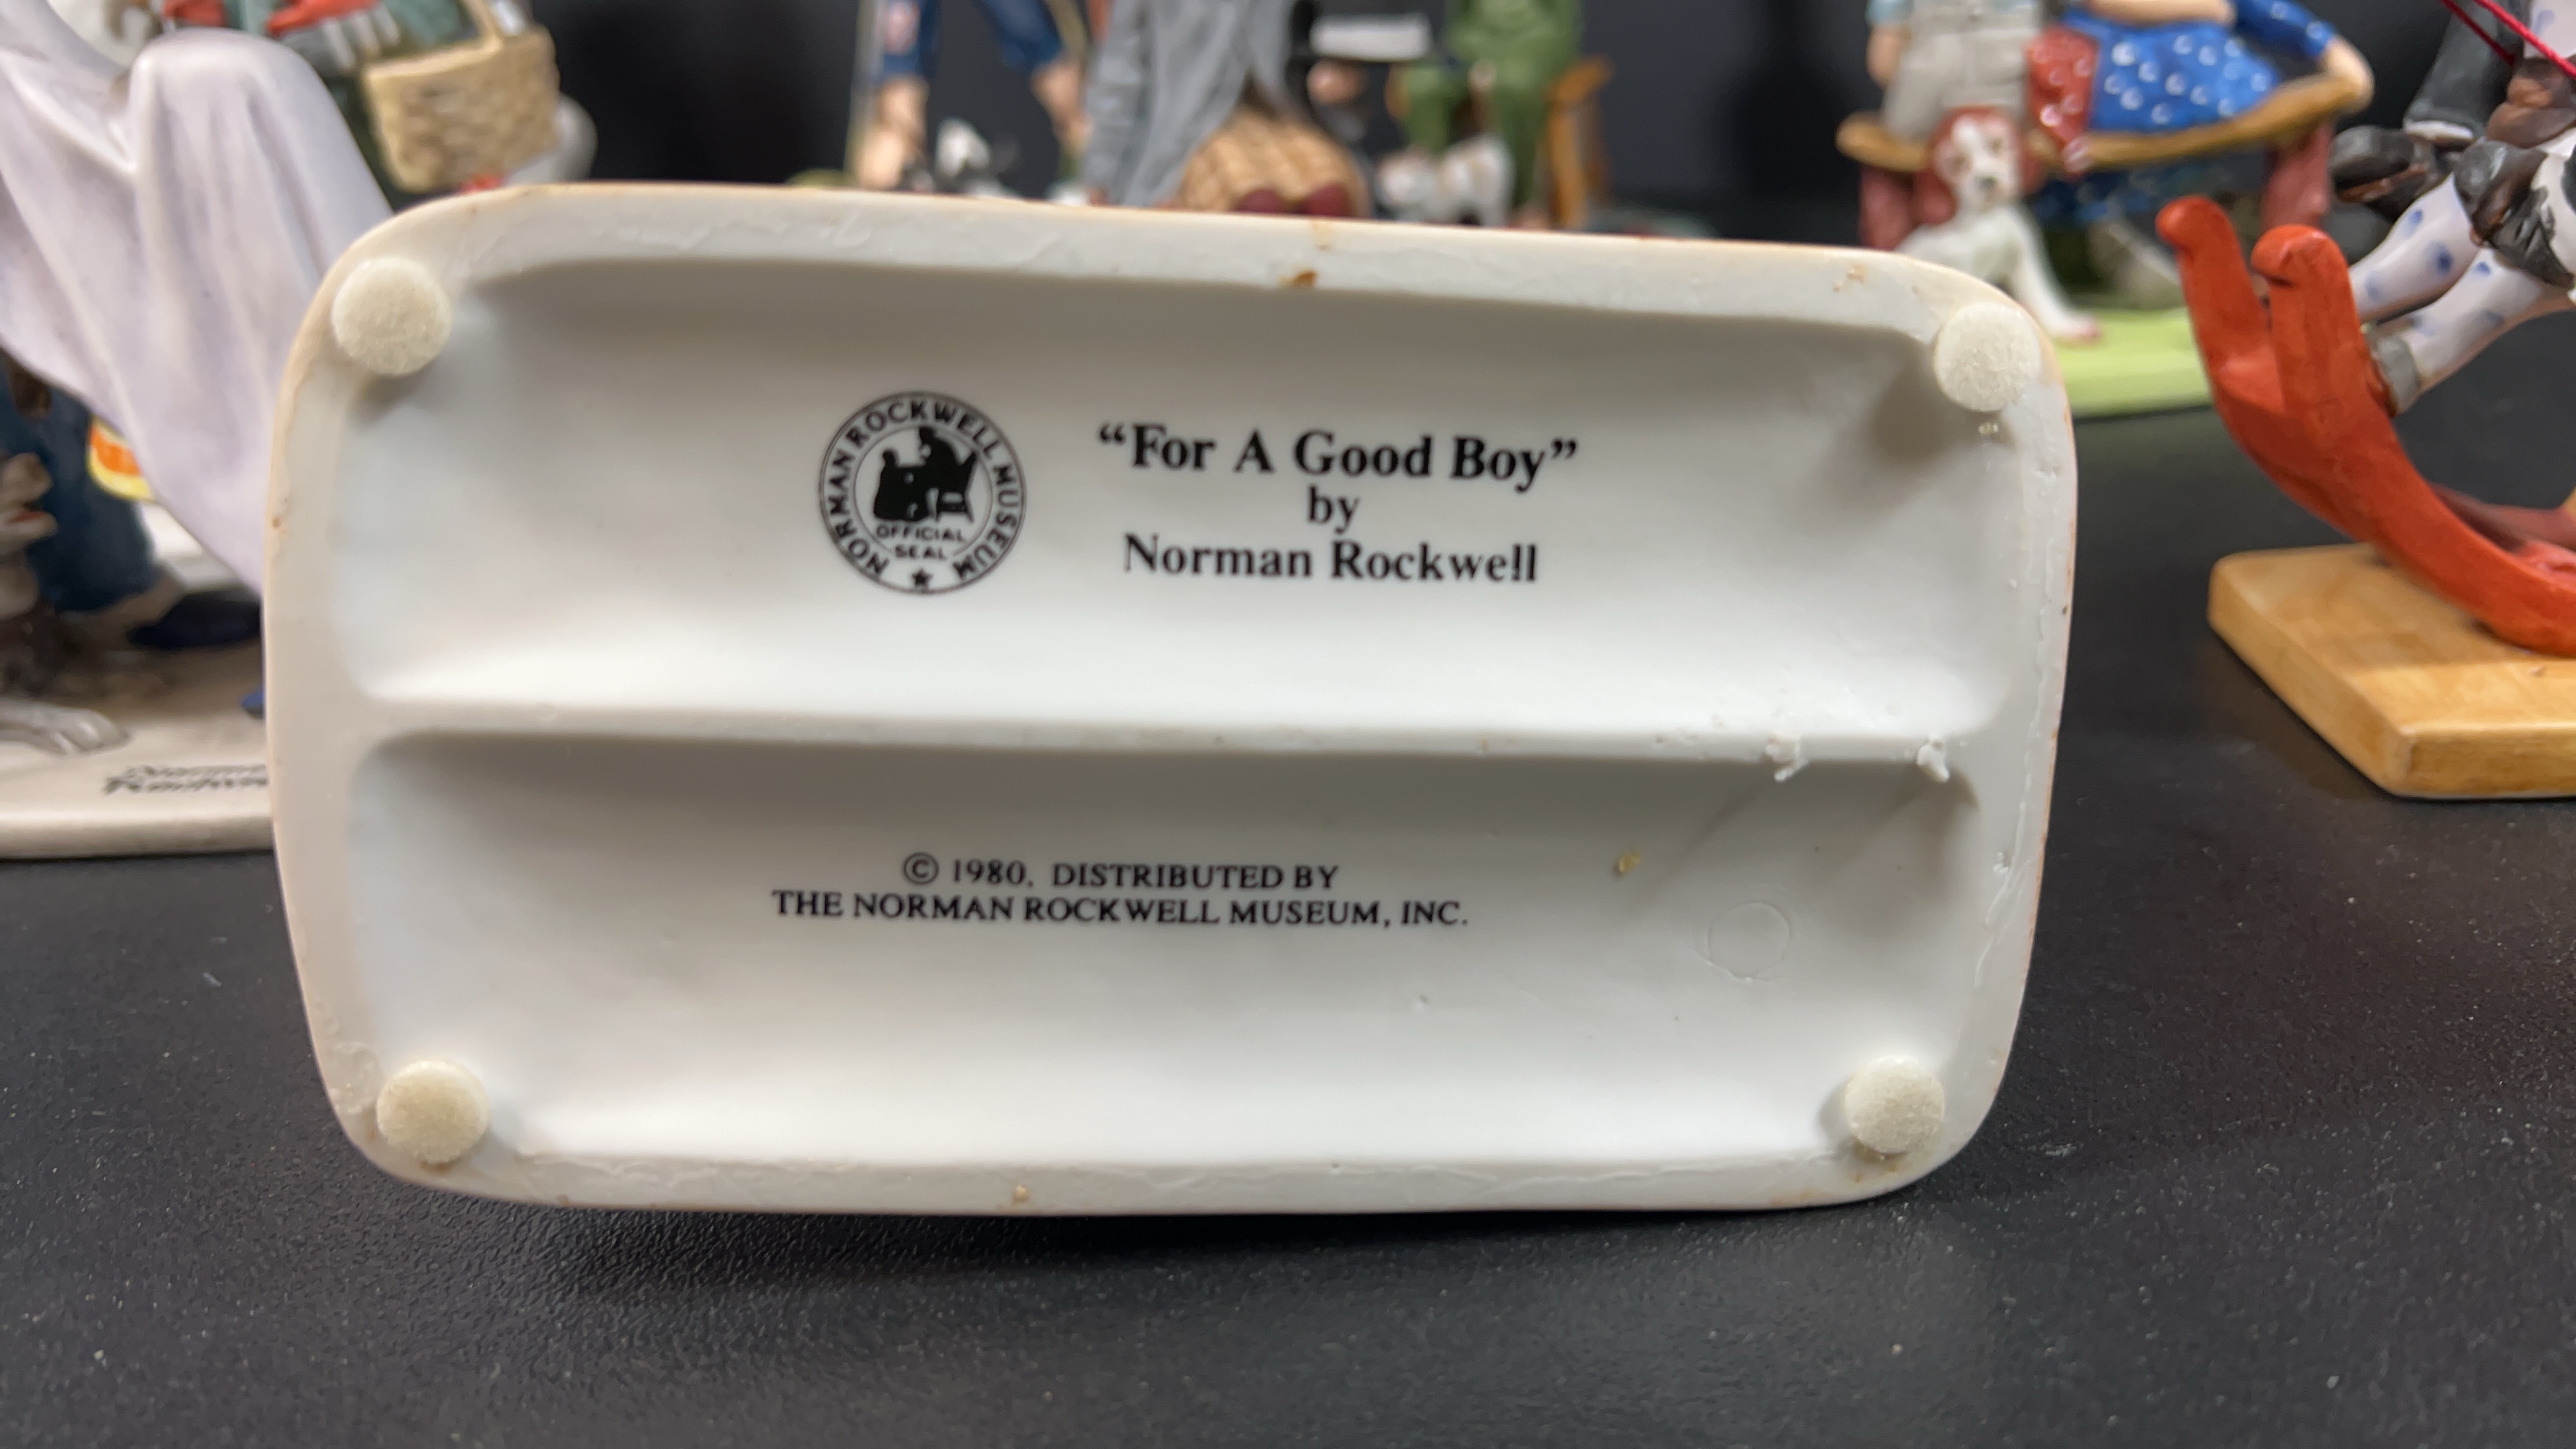 NORMAN ROCKWELL MUSEUM
OFFICIAL
SEAL
“For A Good Boy”
by
Norman Rockwell
© 1980, DISTRIBUTED BY
THE NORMAN ROCKWELL MUSEUM, INC.